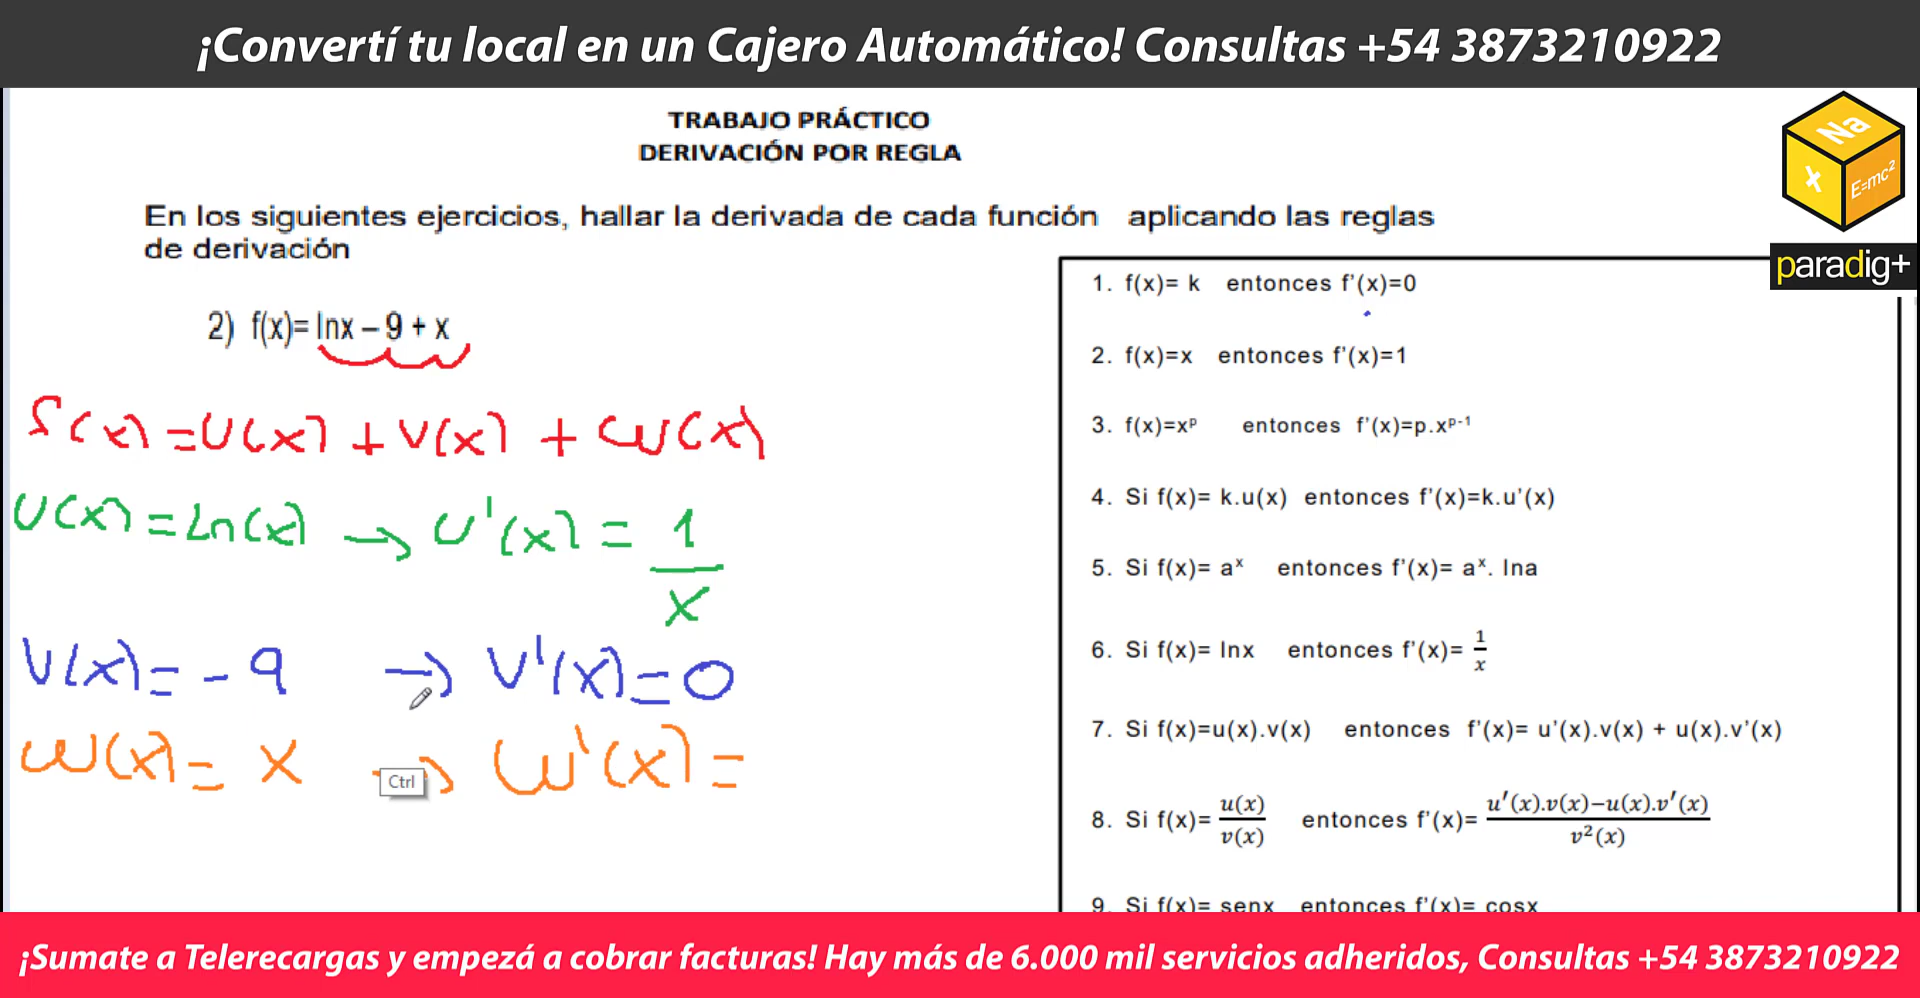 ¡Convertí tu local en un Cajero Automático! Consultas +54 3873210922
TRABAJO PRÁCTICO
DERIVACIÓN POR REGLA
Na
x
E=mc²
paradig+
En los siguientes ejercicios, hallar la derivada de cada función aplicando las reglas
de derivación
2) f(x)= lnx – 9 + x
f(x) = U(x) + V(x) + W(x)
U(x) = Ln(x) → U'(x) = 1/x
V(x) = - 9 → V'(x) = 0
W(x) = x → W'(x) =
Ctrl
1. f(x)= k entonces f'(x)=0
2. f(x)=x entonces f'(x)=1
3. f(x)=xᵖ entonces f'(x)=p.xᵖ⁻¹
4. Si f(x)= k.u(x) entonces f'(x)=k.u'(x)
5. Si f(x)= aˣ entonces f'(x)= aˣ. lna
6. Si f(x)= lnx entonces f'(x)= 1/x
7. Si f(x)=u(x).v(x) entonces f'(x)= u'(x).v(x) + u(x).v'(x)
8. Si f(x)= u(x)/v(x) entonces f'(x)= u′(x).v(x)−u(x).v′(x)/v²(x)
9. Si f(x)= senx entonces f'(x)= cosx
¡Sumate a Telerecargas y empezá a cobrar facturas! Hay más de 6.000 mil servicios adheridos, Consultas +54 3873210922